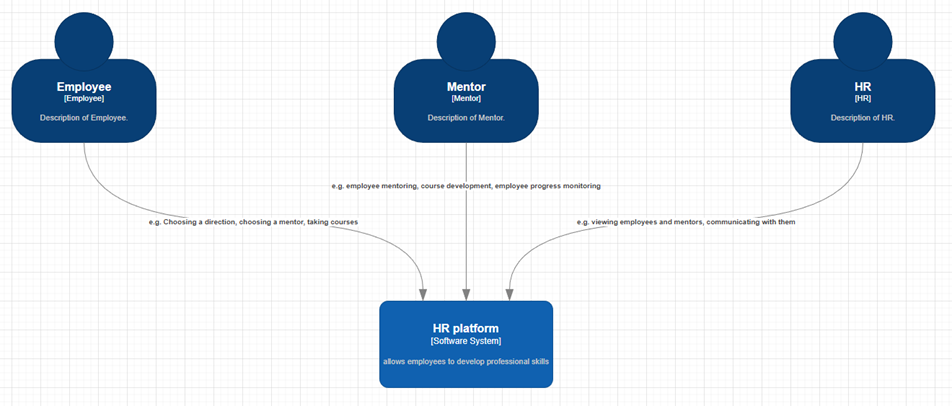 Employee
[Employee]
Description of Employee.
Mentor
[Mentor]
Description of Mentor.
HR
[HR]
Description of HR.
e.g. employee mentoring, course development, employee progress monitoring
e.g. Choosing a direction, choosing a mentor, taking courses
e.g. viewing employees and mentors, communicating with them
HR platform
[Software System]
allows employees to develop professional skills